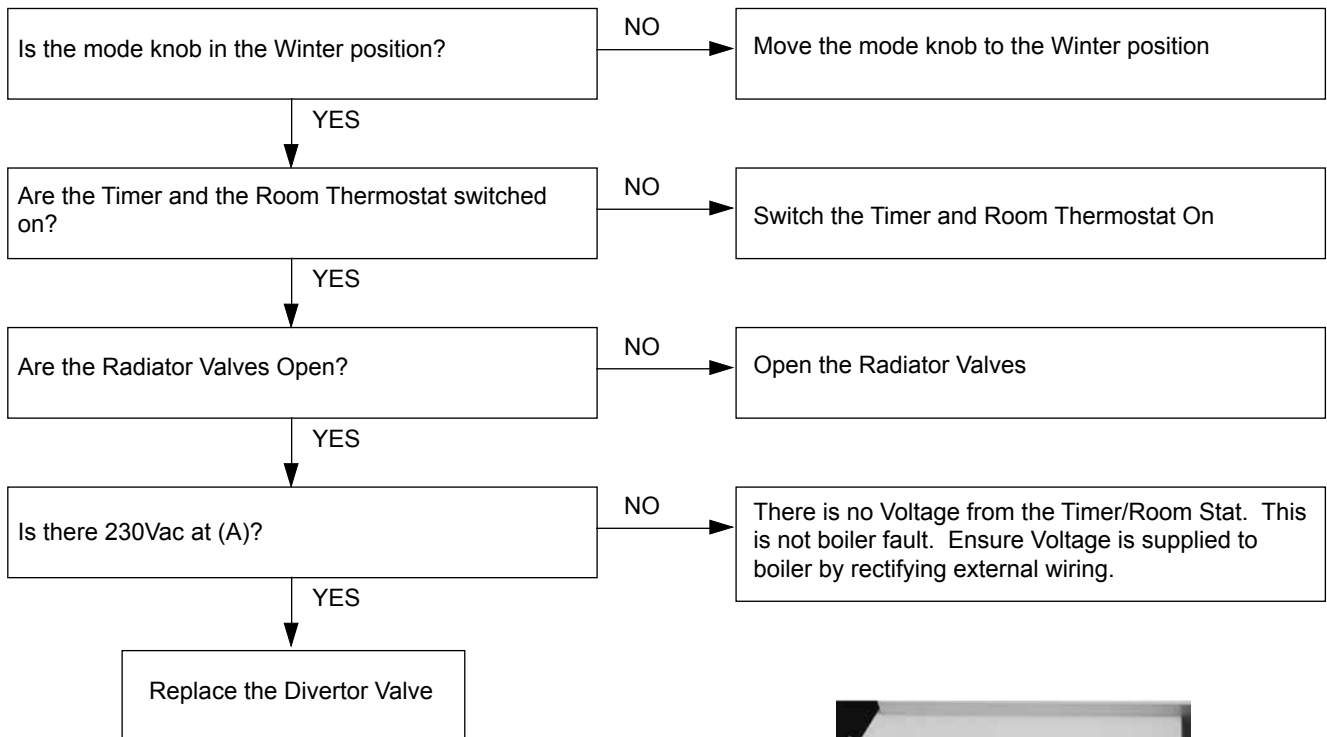 Is the mode knob in the Winter position?
NO
Move the mode knob to the Winter position
YES
Are the Timer and the Room Thermostat switched
on?
NO
Switch the Timer and Room Thermostat On
YES
Are the Radiator Valves Open?
NO
Open the Radiator Valves
YES
Is there 230Vac at (A)?
NO
There is no Voltage from the Timer/Room Stat.  This
is not boiler fault.  Ensure Voltage is supplied to
boiler by rectifying external wiring.
YES
Replace the Divertor Valve